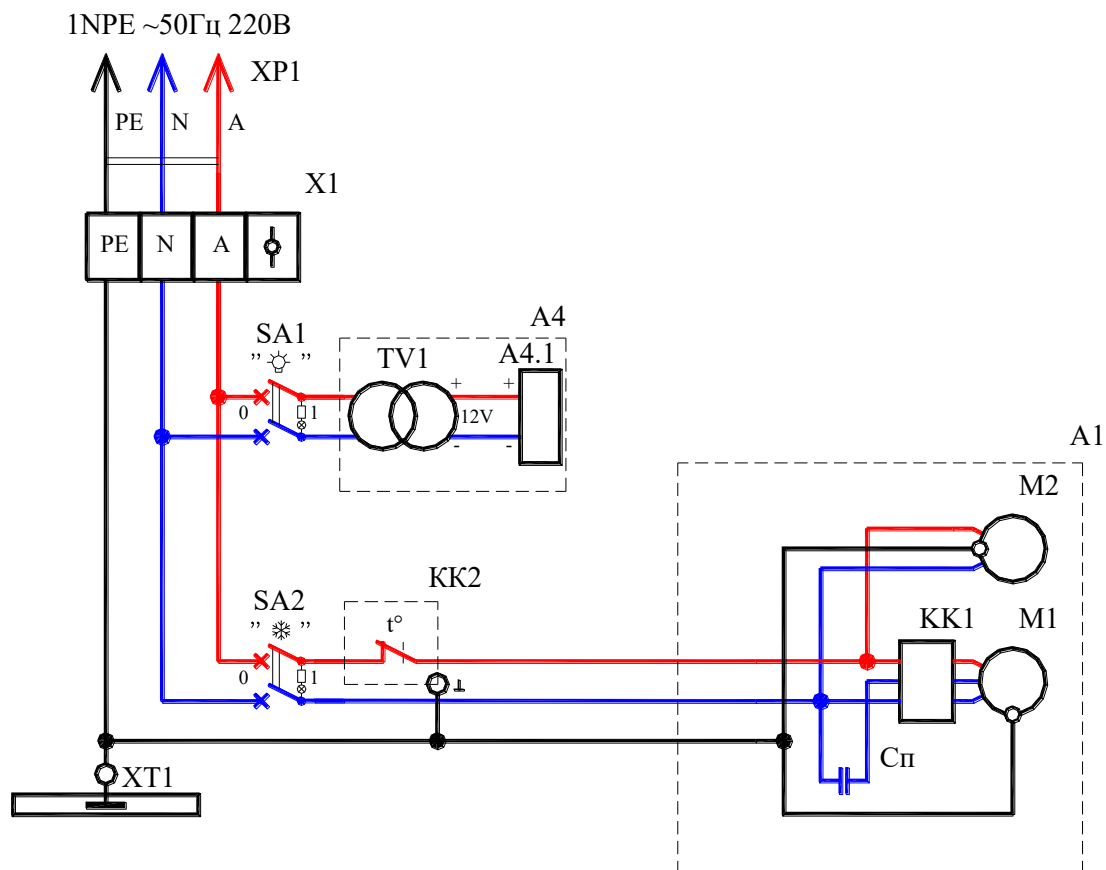 1NPE ~50Гц 220В
XP1
PE N A
X1
PE N A
SA1
” ”
0 1
A4
TV1
A4.1
+ +
12V
- -
A1
M2
SA2
” ”
0 1
KK2
t°
KK1
M1
Сп
XT1